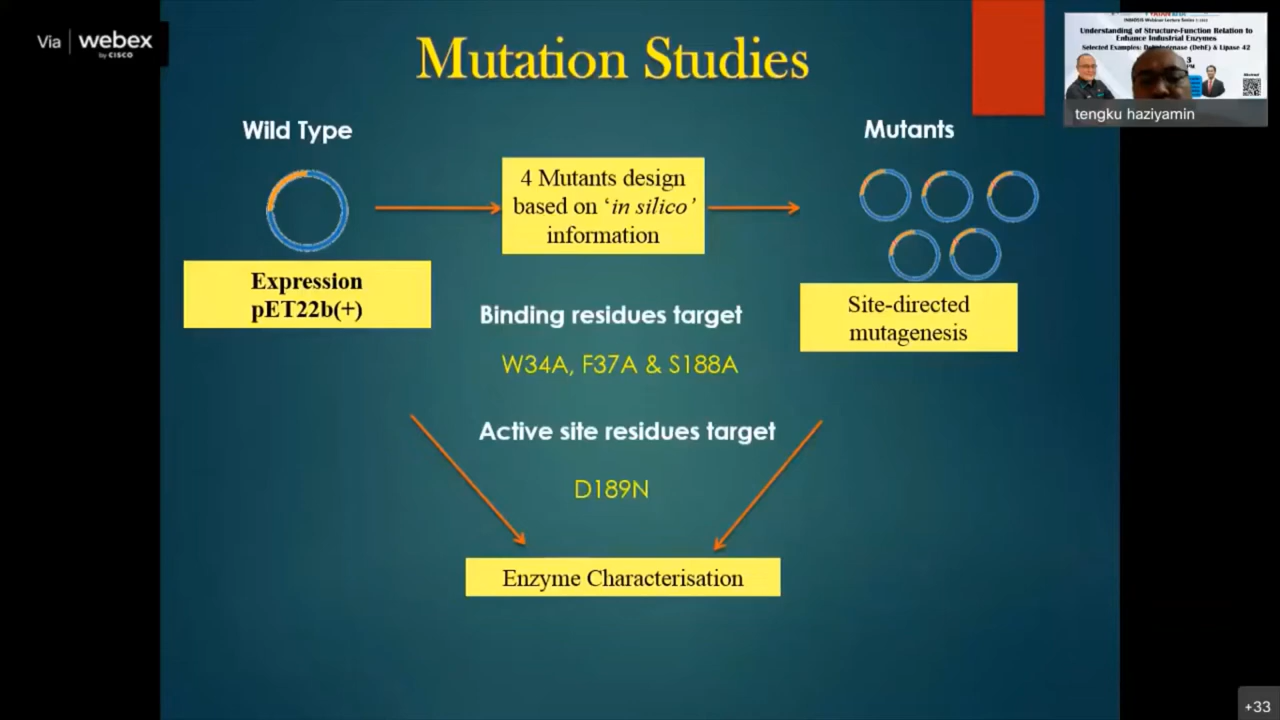 Via webex
by CISCO
Mutation Studies
Understanding of Structure-Function Relation to
Enhance Industrial Enzymes
tengku haziyamin
Wild Type
Mutants
4 Mutants design
based on ‘in silico’
information
Expression
pET22b(+)
Site-directed
mutagenesis
Binding residues target
W34A, F37A & S188A
Active site residues target
D189N
Enzyme Characterisation
+33